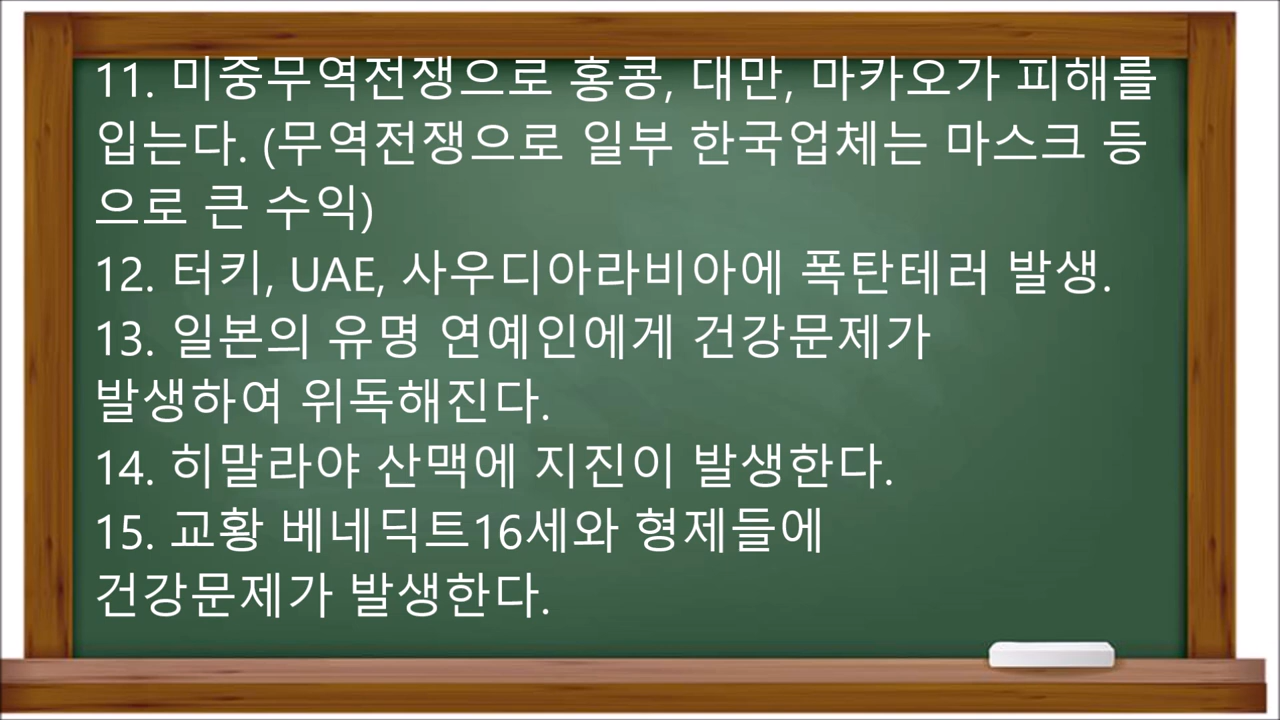 11. 미중무역전쟁으로 홍콩, 대만, 마카오가 피해를
입는다. (무역전쟁으로 일부 한국업체는 마스크 등
으로 큰 수익)
12. 터키, UAE, 사우디아라비아에 폭탄테러 발생.
13. 일본의 유명 연예인에게 건강문제가
발생하여 위독해진다.
14. 히말라야 산맥에 지진이 발생한다.
15. 교황 베네딕트16세와 형제들에
건강문제가 발생한다.